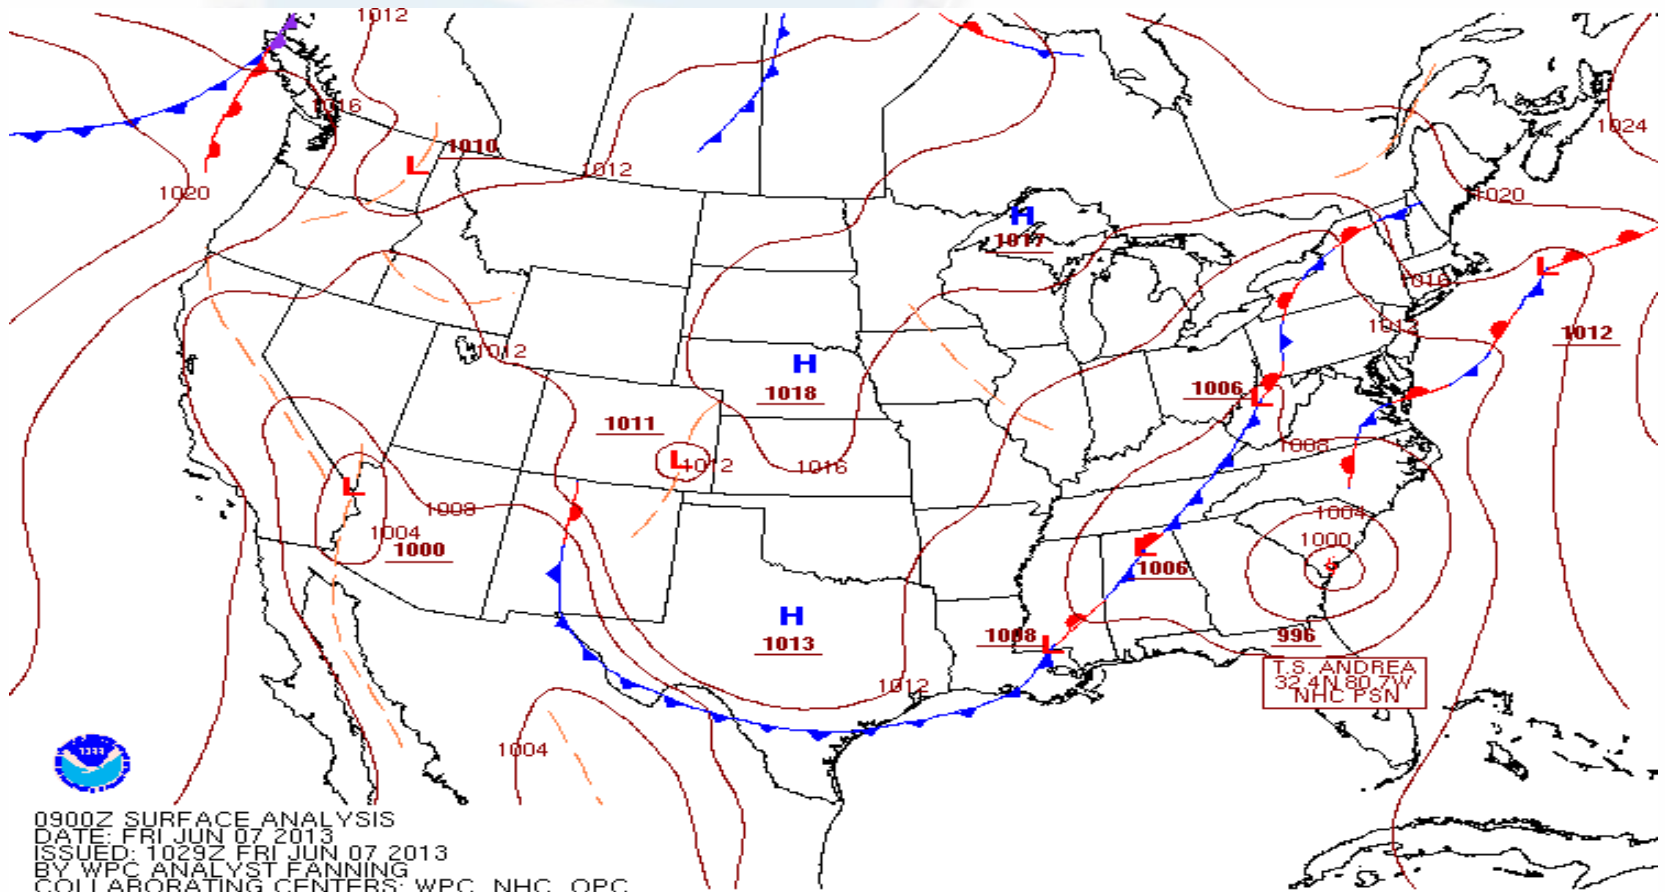 1012
1016
1010
1024
1012
1020
1020
H
1017
L
L
1016
1012
1012
1012
H
1018
1006
L
1011
1008
L
1012
1016
L
1008
1004
1004
1000
1000
L
1006
H
1013
1008
L
996
T.S. ANDREA
32.4N 80.7W
NHC PSN
1012
1004
0900Z SURFACE ANALYSIS
DATE: FRI JUN 07 2013
ISSUED: 1029Z FRI JUN 07 2013
BY WPC ANALYST FANNING
COLLABORATING CENTERS: WPC, NHC, OPC